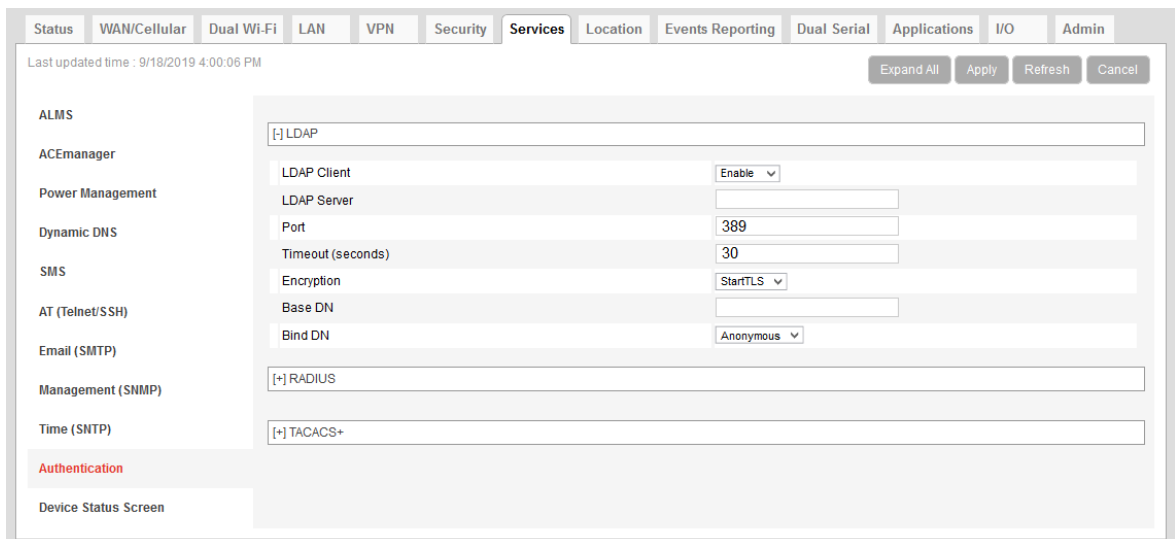 Status WAN/Cellular Dual Wi-Fi LAN VPN Security Services Location Events Reporting Dual Serial Applications I/O Admin
Last updated time : 9/18/2019 4:00:06 PM
Expand All Apply Refresh Cancel
ALMS
ACEmanager
Power Management
Dynamic DNS
SMS
AT (Telnet/SSH)
Email (SMTP)
Management (SNMP)
Time (SNTP)
Authentication
Device Status Screen
[-] LDAP
LDAP Client Enable
LDAP Server
Port 389
Timeout (seconds) 30
Encryption StartTLS
Base DN
Bind DN Anonymous
[+] RADIUS
[+] TACACS+